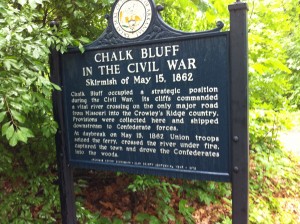 CHALK BLUFF
IN THE CIVIL WAR
Skirmish of May 15, 1862
Chalk Bluff occupied a strategic position
during the Civil War. Its cliffs commanded
a vital river crossing on the only major road
from Missouri into the Crowley's Ridge country.
Provisions were collected here and shipped
downstream to Confederate forces.
At daybreak on May 15, 1862 Union troops
seized the ferry, crossed the river under fire,
captured the town and drove the Confederates
into the woods.